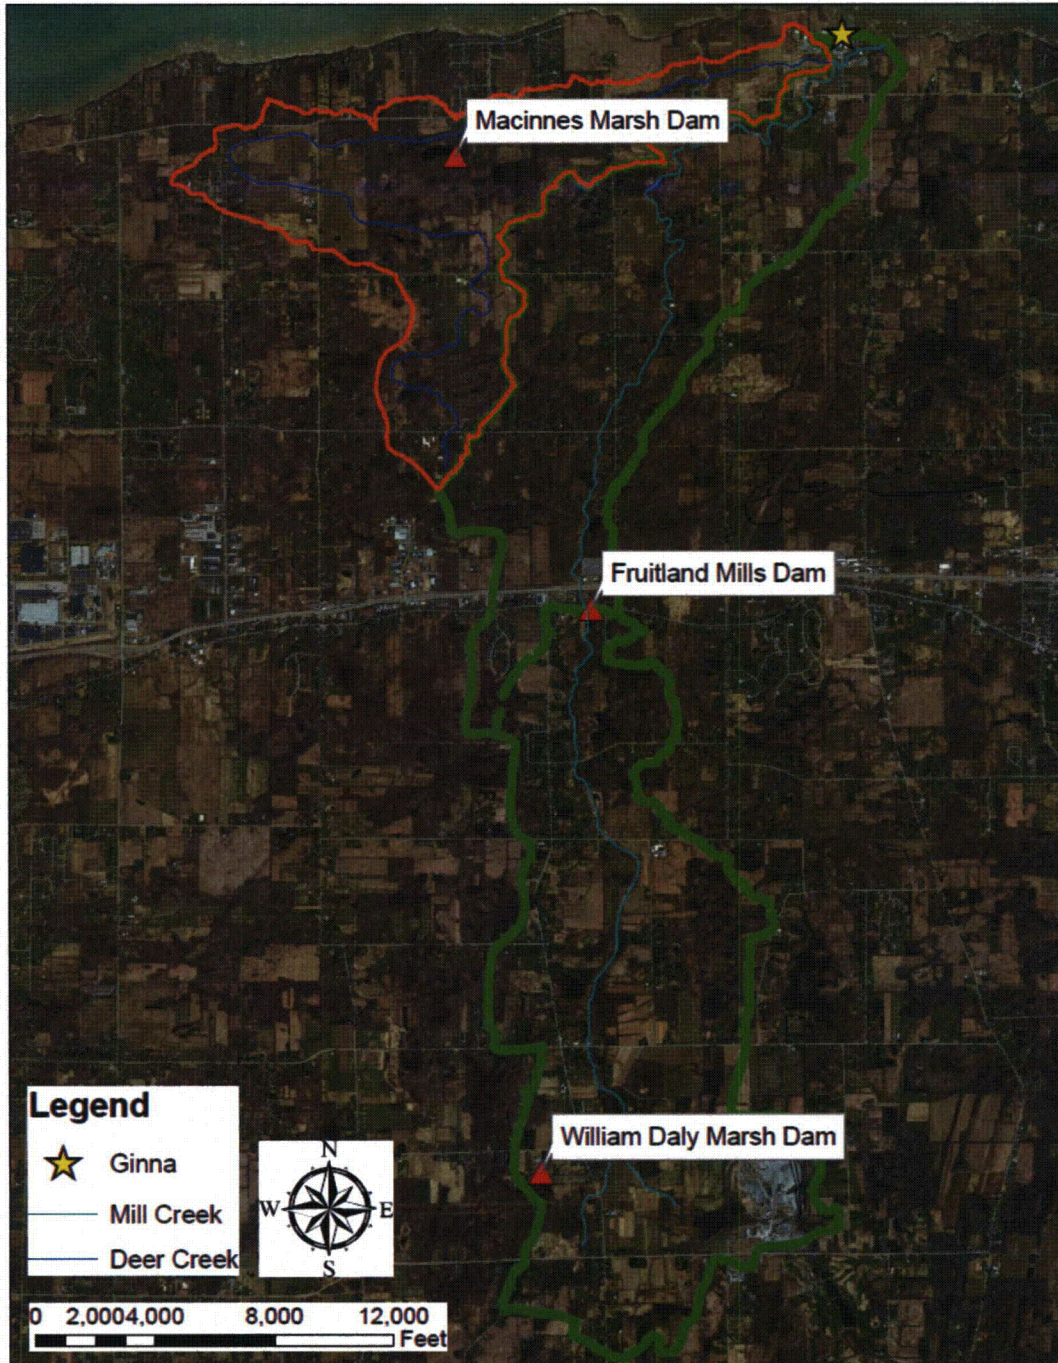 Macinnes Marsh Dam
Fruitland Mills Dam
William Daly Marsh Dam
Legend
Ginna
Mill Creek
Deer Creek
N
W E
S
0 2,0004,000 8,000 12,000
Feet